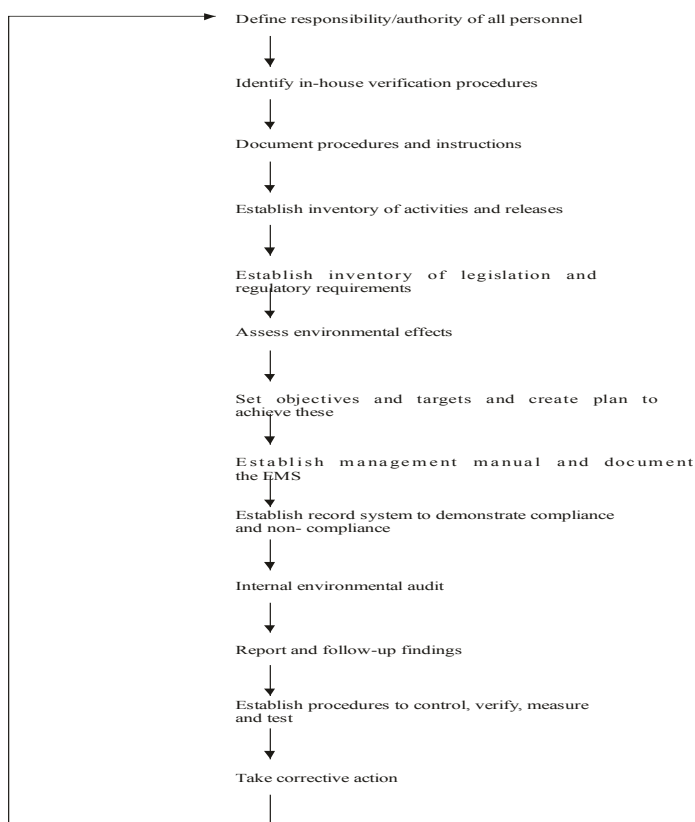 Define responsibility/authority of all personnel
Identify in-house verification procedures
Document procedures and instructions
Establish inventory of activities and releases
Establish inventory of legislation and
regulatory requirements
Assess environmental effects
Set objectives and targets and create plan to
achieve these
Establish management manual and document
the EMS
Establish record system to demonstrate compliance
and non- compliance
Internal environmental audit
Report and follow-up findings
Establish procedures to control, verify, measure
and test
Take corrective action